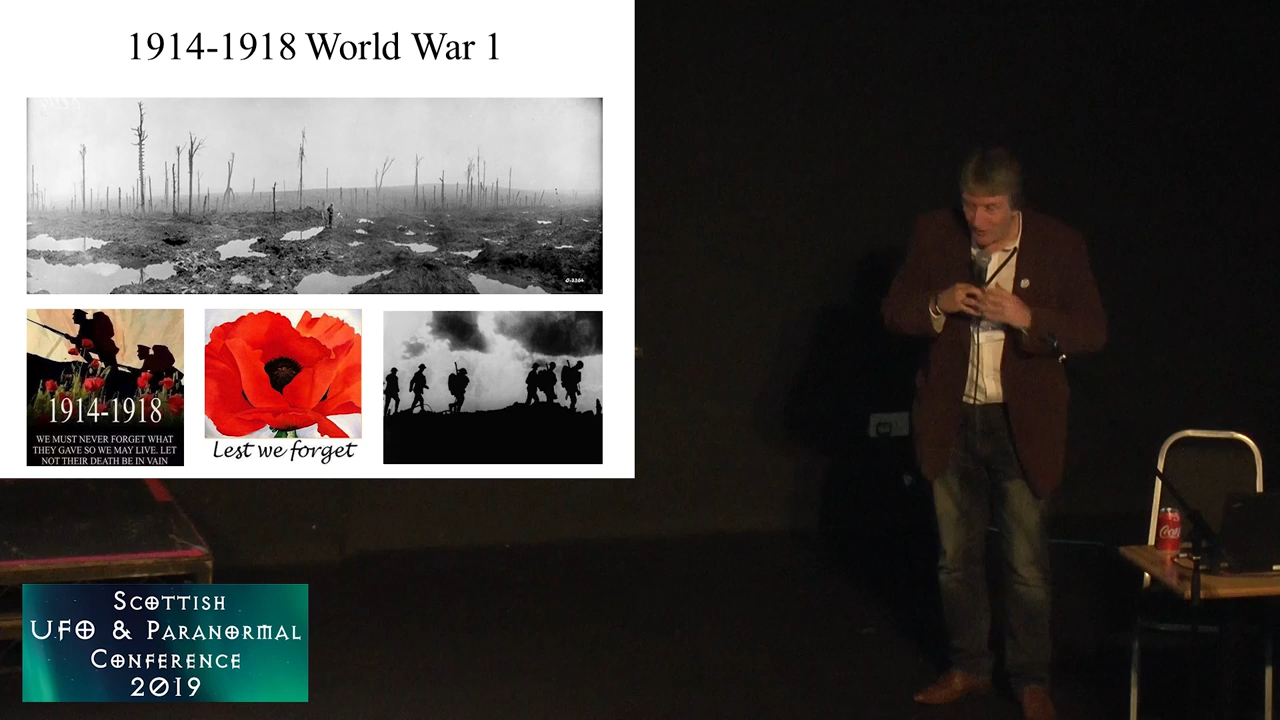 1914-1918 World War 1
1914-1918
WE MUST NEVER FORGET WHAT
THEY GAVE SO WE MAY LIVE. LET
NOT THEIR DEATH BE IN VAIN
Lest we forget
SCOTTISH
UFO & PARANORMAL
CONFERENCE
2019